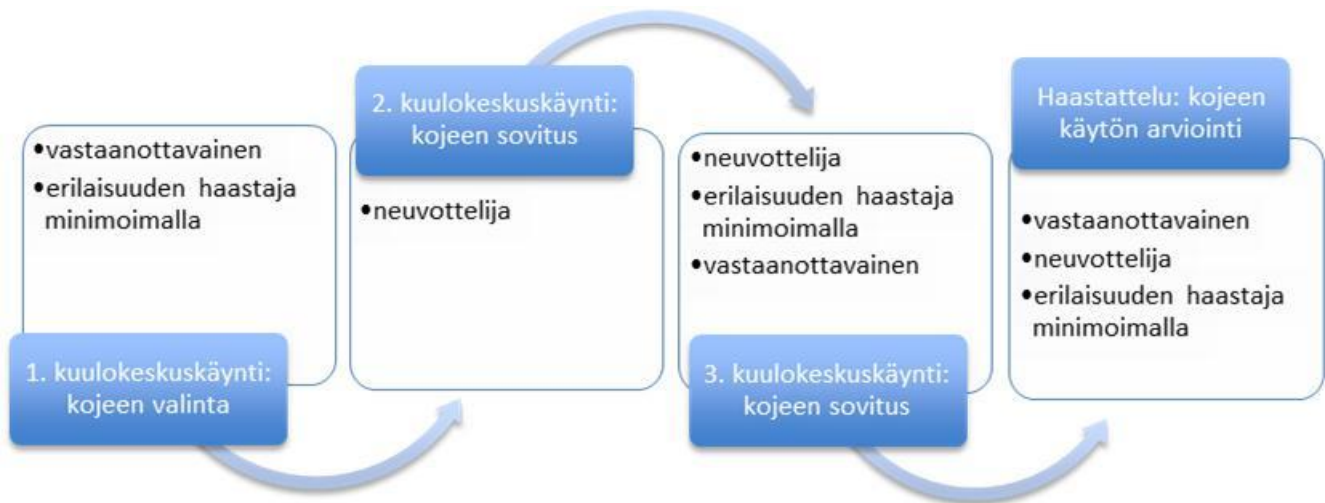 •vastaanottavainen
•erilaisuuden haastaja
minimoimalla
1. kuulokeskuskäynti:
kojeen valinta
2. kuulokeskuskäynti:
kojeen sovitus
•neuvottelija
•neuvottelija
•erilaisuuden haastaja
minimoimalla
•vastaanottavainen
3. kuulokeskuskäynti:
kojeen sovitus
Haastattelu: kojeen
käytön arviointi
•vastaanottavainen
•neuvottelija
•erilaisuuden haastaja
minimoimalla